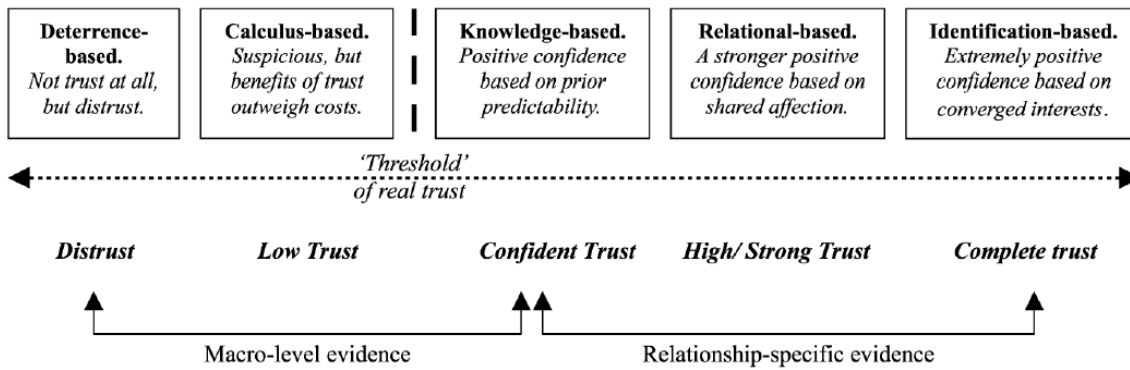 Deterrence-
based.
Not trust at all,
but distrust.
Calculus-based.
Suspicious, but
benefits of trust
outweigh costs.
Knowledge-based.
Positive confidence
based on prior
predictability.
Relational-based.
A stronger positive
confidence based on
shared affection.
Identification-based.
Extremely positive
confidence based on
converged interests.
‘Threshold’
of real trust
Distrust
Low Trust
Confident Trust
High/ Strong Trust
Complete trust
Macro-level evidence
Relationship-specific evidence